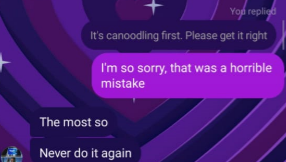 You replied
It's canoodling first. Please get it right
I'm so sorry, that was a horrible
mistake
The most so
Never do it again